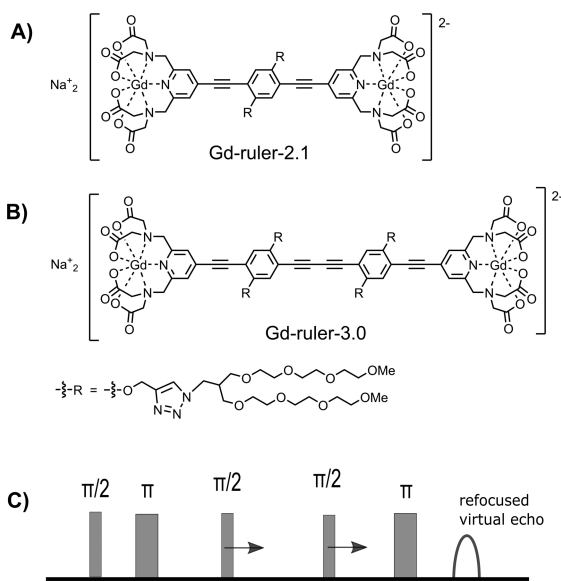 A)
2-
Na+2
O O N O O Gd N O O N O O
R
R
O O N O O N Gd O O N O O
Gd-ruler-2.1
B)
2-
Na+2
O O N O O Gd N O O N O O
R R
R R
O O N O O N Gd O O N O O
Gd-ruler-3.0
R = O N N=N O O O OMe
O O O OMe
C)
π/2 π π/2 π/2 π
refocused
virtual echo